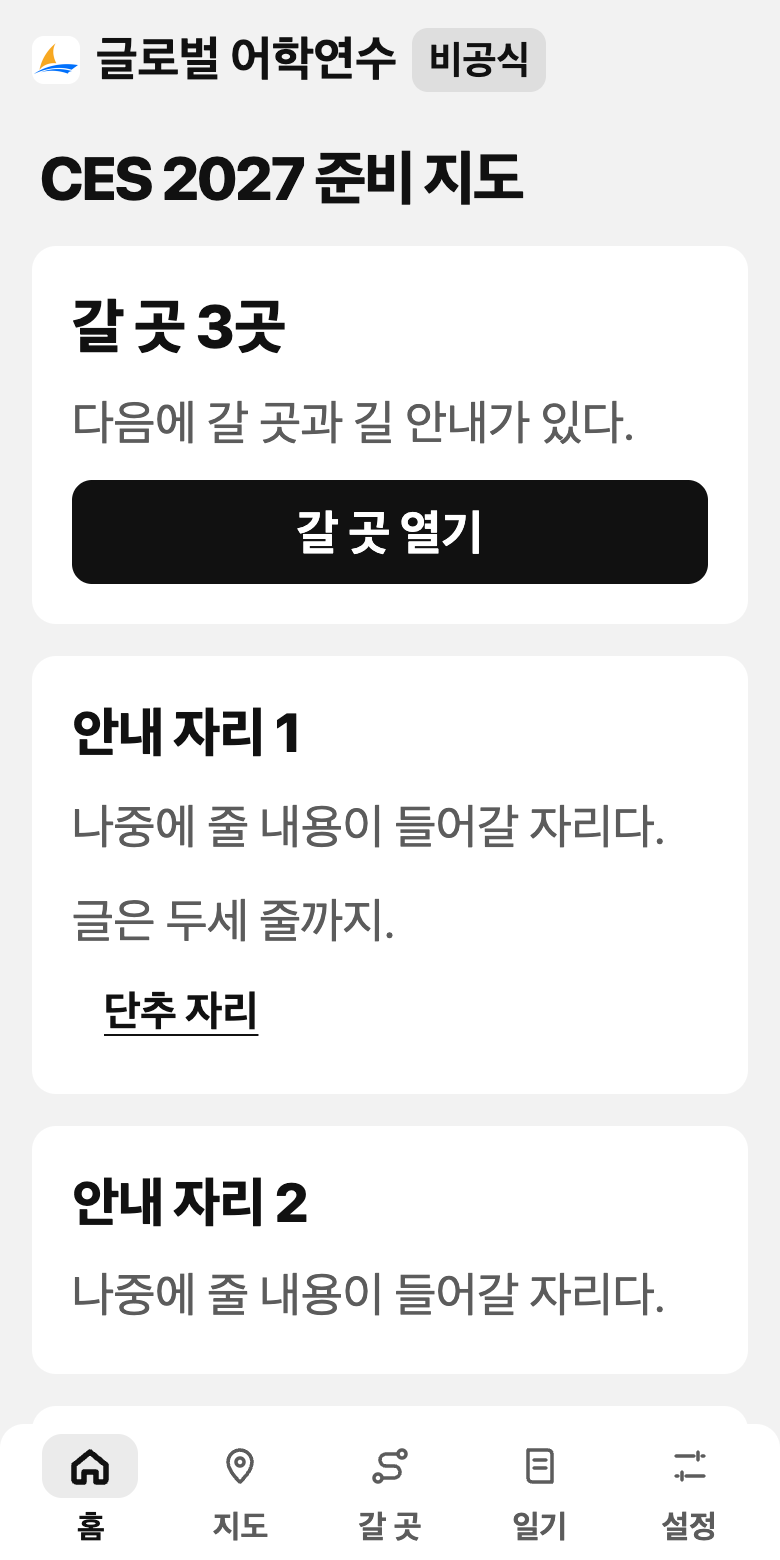 글로벌 어학연수 비공식
CES 2027 준비 지도
갈 곳 3곳
다음에 갈 곳과 길 안내가 있다.
갈 곳 열기
안내 자리 1
나중에 줄 내용이 들어갈 자리다.
글은 두세 줄까지.
단추 자리
안내 자리 2
나중에 줄 내용이 들어갈 자리다.
홈 지도 갈 곳 일기 설정